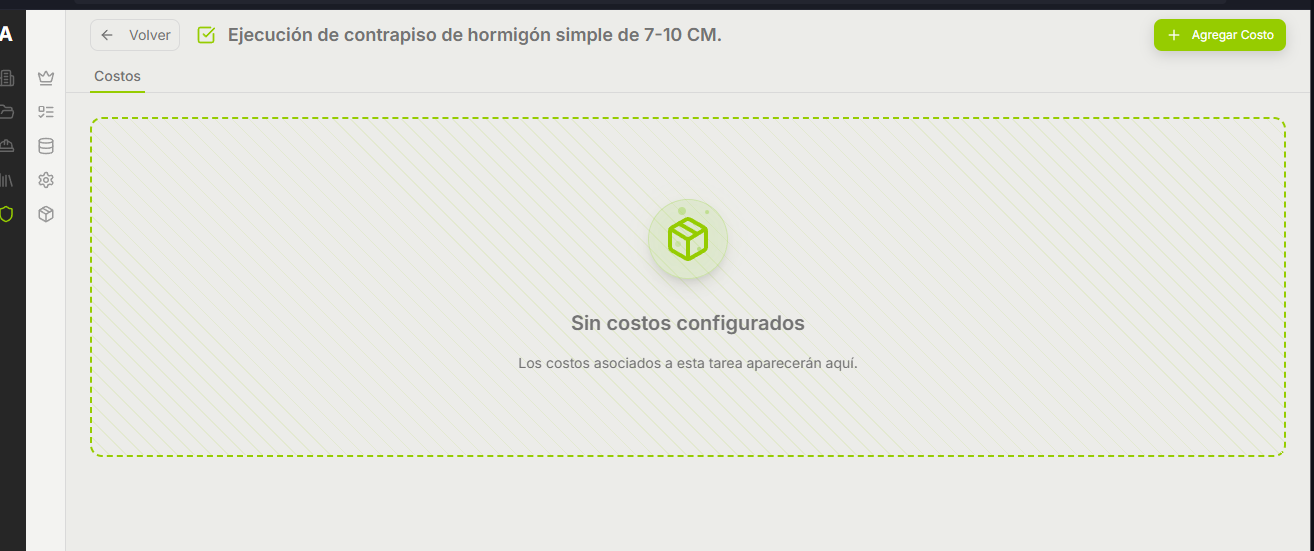 A
Volver
Ejecución de contrapiso de hormigón simple de 7-10 CM.
Agregar Costo
Costos
Sin costos configurados
Los costos asociados a esta tarea aparecerán aquí.